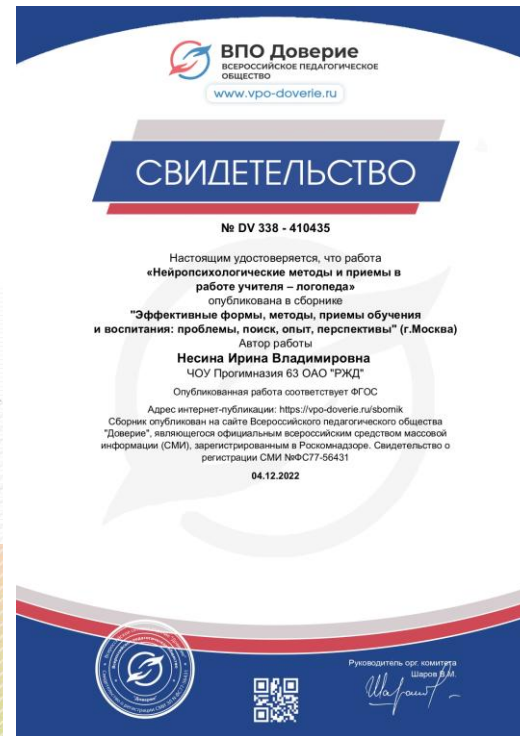 ВПО Доверие
ВСЕРОССИЙСКОЕ ПЕДАГОГИЧЕСКОЕ
ОБЩЕСТВО
www.vpo-doverie.ru
СВИДЕТЕЛЬСТВО
№ DV 338 - 410435
Настоящим удостоверяется, что работа
«Нейропсихологические методы и приемы в
работе учителя – логопеда»
опубликована в сборнике
"Эффективные формы, методы, приемы обучения
и воспитания: проблемы, поиск, опыт, перспективы" (г.Москва)
Автор работы
Несина Ирина Владимировна
ЧОУ Прогимназия 63 ОАО "РЖД"
Опубликованная работа соответствует ФГОС
Адрес интернет-публикации: https://vpo-doverie.ru/sbornik
Сборник опубликован на сайте Всероссийского педагогического общества
"Доверие", являющегося официальным всероссийским средством массовой
информации (СМИ), зарегистрированным в Роскомнадзоре. Свидетельство о
регистрации СМИ №ФС77-56431
04.12.2022
Руководитель орг. комитета
Шаров В.М.